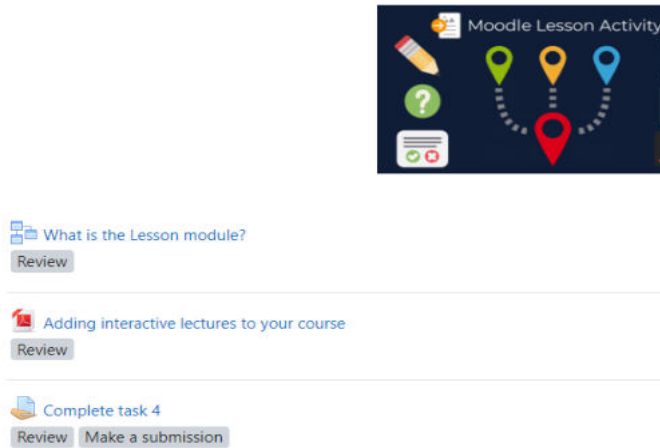 Moodle Lesson Activity
What is the Lesson module?
Review
Adding interactive lectures to your course
Review
Complete task 4
Review Make a submission